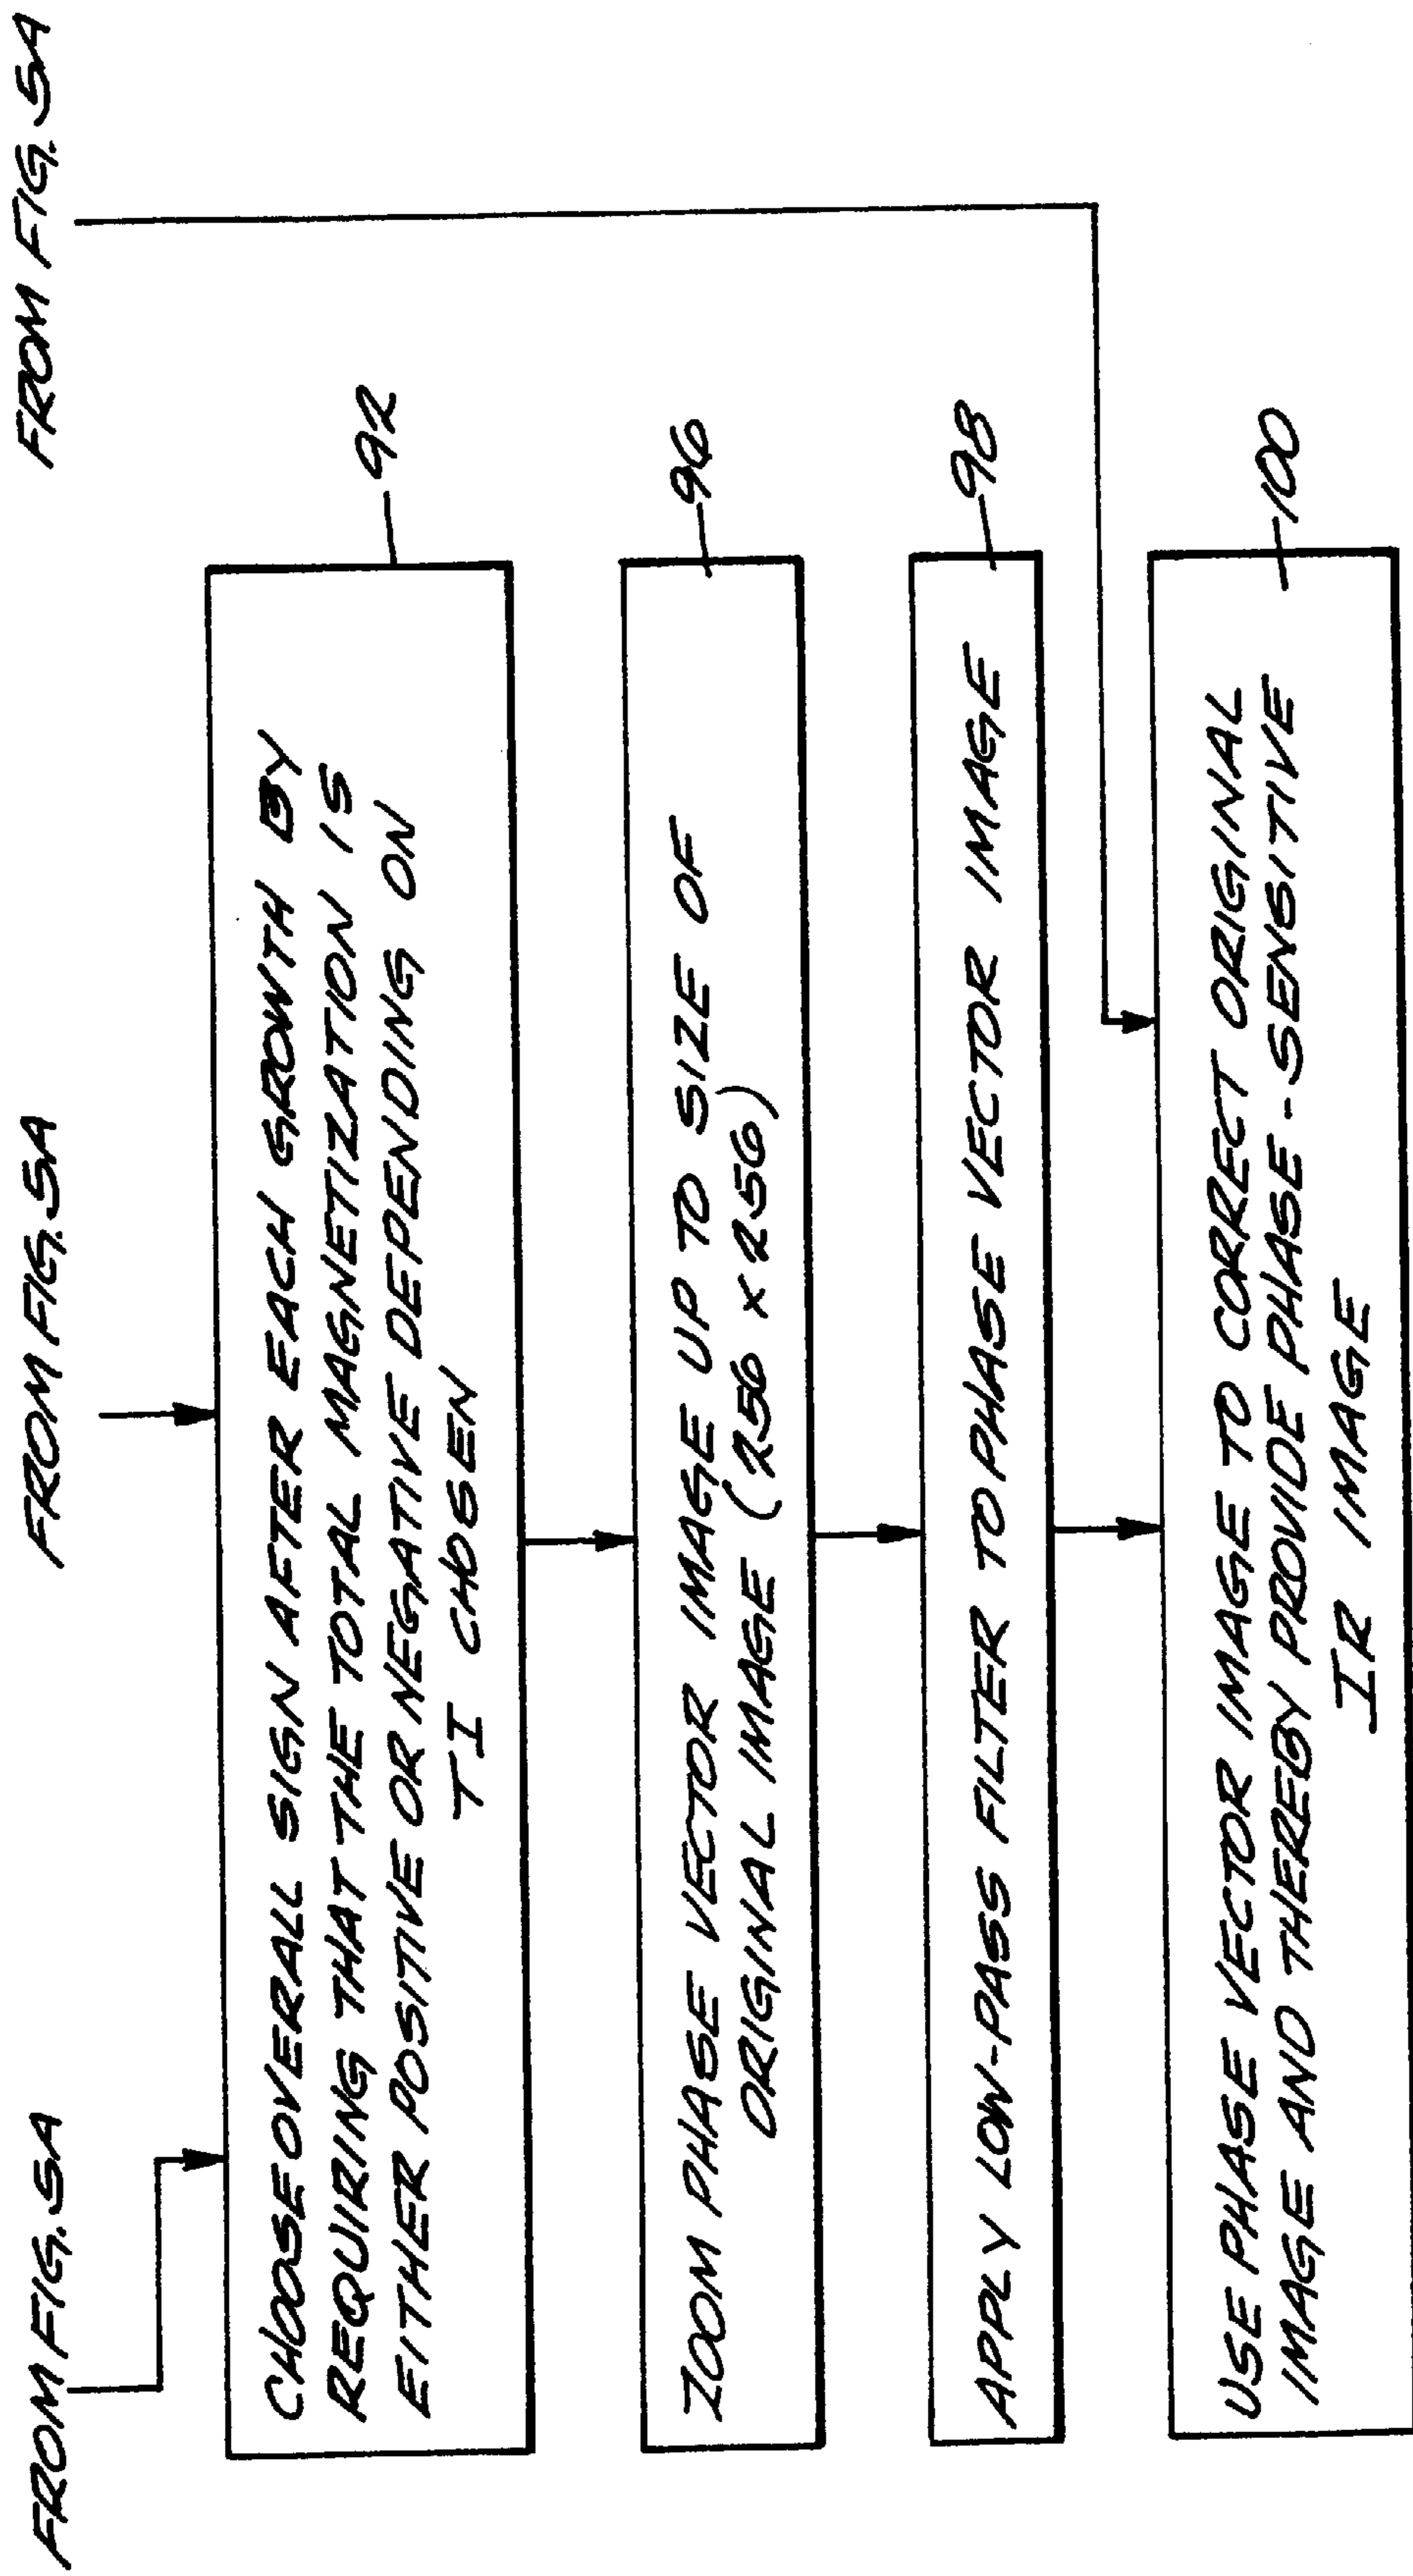 FROM FIG. 5A
FROM FIG. 5A
FROM FIG. 5A
CHOOSE OVERALL SIGN AFTER EACH GROWTH BY
REQUIRING THAT THE TOTAL MAGNETIZATION IS
EITHER POSITIVE OR NEGATIVE DEPENDING ON
TI CHOSEN
92
ZOOM PHASE VECTOR IMAGE UP TO SIZE OF
ORIGINAL IMAGE (256 x 256)
96
APPLY LOW-PASS FILTER TO PHASE VECTOR IMAGE
98
USE PHASE VECTOR IMAGE TO CORRECT ORIGINAL
IMAGE AND THEREBY PROVIDE PHASE-SENSITIVE
IR IMAGE
100